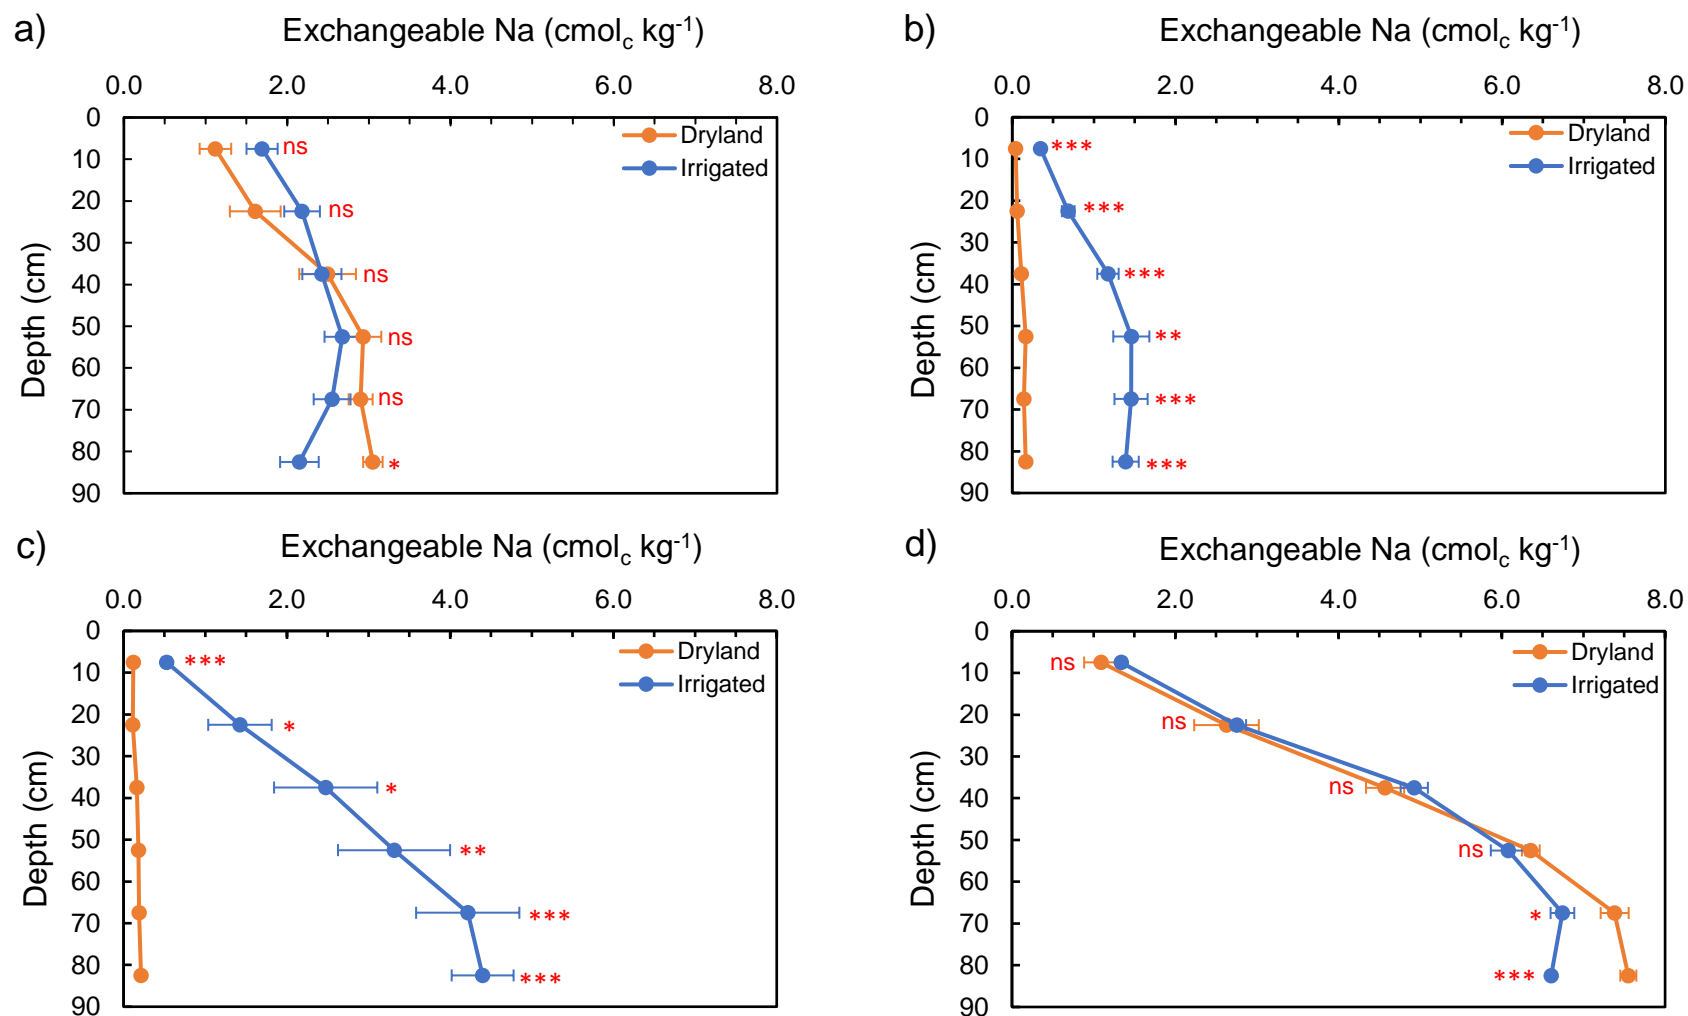 a)
Exchangeable Na (cmolc kg-1)
0.0 2.0 4.0 6.0 8.0
0
10
20
30
40
50
60
70
80
90
Depth (cm)
Dryland
Irrigated
ns
ns
ns
ns
ns
*
b)
Exchangeable Na (cmolc kg-1)
0.0 2.0 4.0 6.0 8.0
0
10
20
30
40
50
60
70
80
90
Depth (cm)
Dryland
Irrigated
***
***
***
**
***
***
c)
Exchangeable Na (cmolc kg-1)
0.0 2.0 4.0 6.0 8.0
0
10
20
30
40
50
60
70
80
90
Depth (cm)
Dryland
Irrigated
***
*
*
**
***
***
d)
Exchangeable Na (cmolc kg-1)
0.0 2.0 4.0 6.0 8.0
0
10
20
30
40
50
60
70
80
90
Depth (cm)
Dryland
Irrigated
ns
ns
ns
ns
*
***